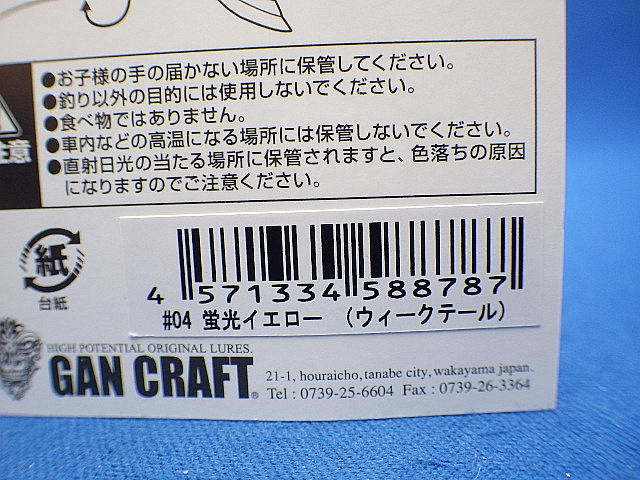 ●お子様の手の届かない場所に保管してください。
●釣り以外の目的には使用しないでください。
●食べ物ではありません。
●車内などの高温になる場所には保管しないでください。
●直射日光の当たる場所に保管されますと、色落ちの原因
になりますのでご注意ください。
注意
紙
台紙
4 571334 588787
#04 蛍光イエロー （ウィークテール）
HIGH POTENTIAL ORIGINAL LURES.
GAN CRAFT®
21-1, houraicho, tanabe city, wakayama japan.
Tel : 0739-25-6604 Fax : 0739-26-3364